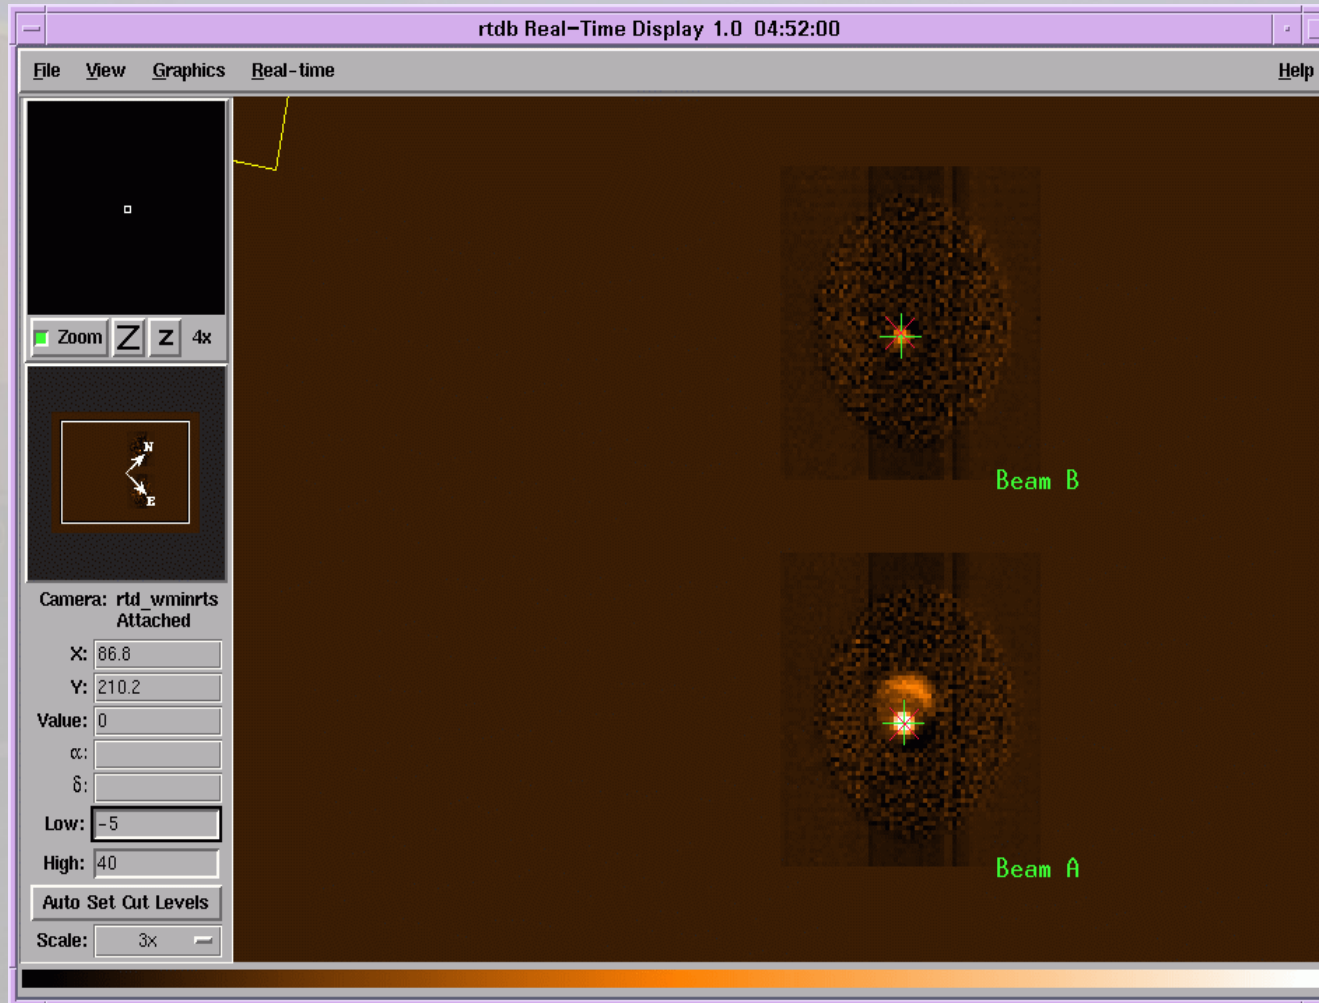 rtdb Real-Time Display 1.0 04:52:00
File View Graphics Real-time Help
Zoom Z z 4x
N
E
Camera: rtd_wminrts
Attached
X: 86.8
Y: 210.2
Value: 0
α:
δ:
Low: -5
High: 40
Auto Set Cut Levels
Scale: 3x
Beam B
Beam A